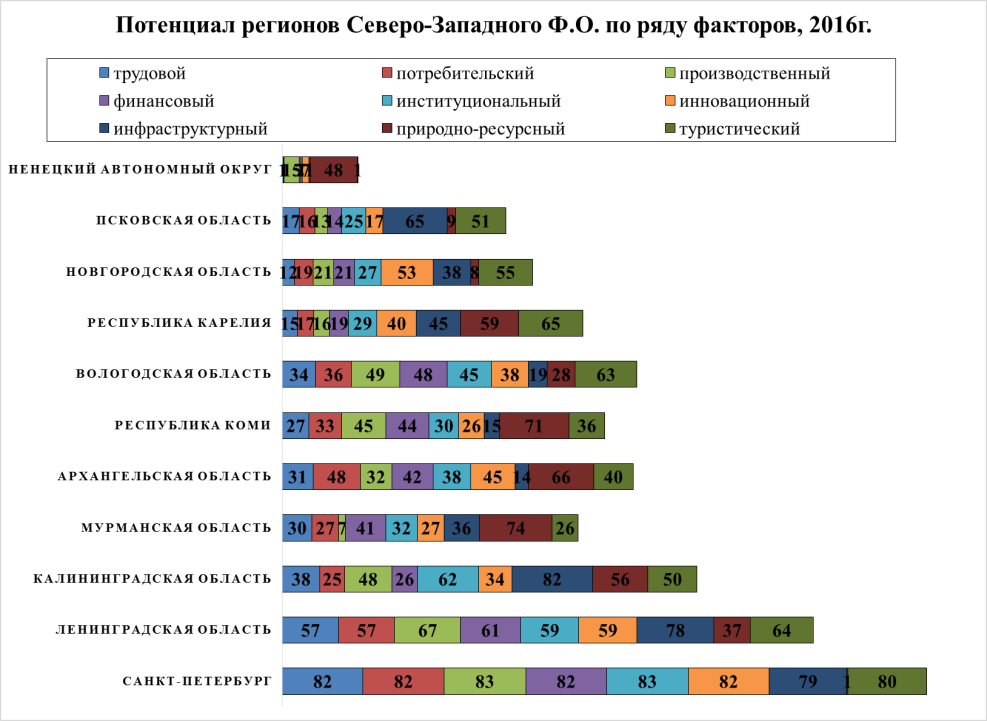 Потенциал регионов Северо-Западного Ф.О. по ряду факторов, 2016г.
трудовой потребительский производственный
финансовый институциональный инновационный
инфраструктурный природно-ресурсный туристический
НЕНЕЦКИЙ АВТОНОМНЫЙ ОКРУГ 15 48 1
ПСКОВСКАЯ ОБЛАСТЬ 17 16 13 14 25 17 65 9 51
НОВГОРОДСКАЯ ОБЛАСТЬ 12 19 21 21 27 53 38 8 55
РЕСПУБЛИКА КАРЕЛИЯ 15 17 16 19 29 40 45 59 65
ВОЛОГОДСКАЯ ОБЛАСТЬ 34 36 49 48 45 38 19 28 63
РЕСПУБЛИКА КОМИ 27 33 45 44 30 26 15 71 36
АРХАНГЕЛЬСКАЯ ОБЛАСТЬ 31 48 32 42 38 45 14 66 40
МУРМАНСКАЯ ОБЛАСТЬ 30 27 7 41 32 27 36 74 26
КАЛИНИНГРАДСКАЯ ОБЛАСТЬ 38 25 48 26 62 34 82 56 50
ЛЕНИНГРАДСКАЯ ОБЛАСТЬ 57 57 67 61 59 59 78 37 64
САНКТ-ПЕТЕРБУРГ 82 82 83 82 83 82 79 1 80